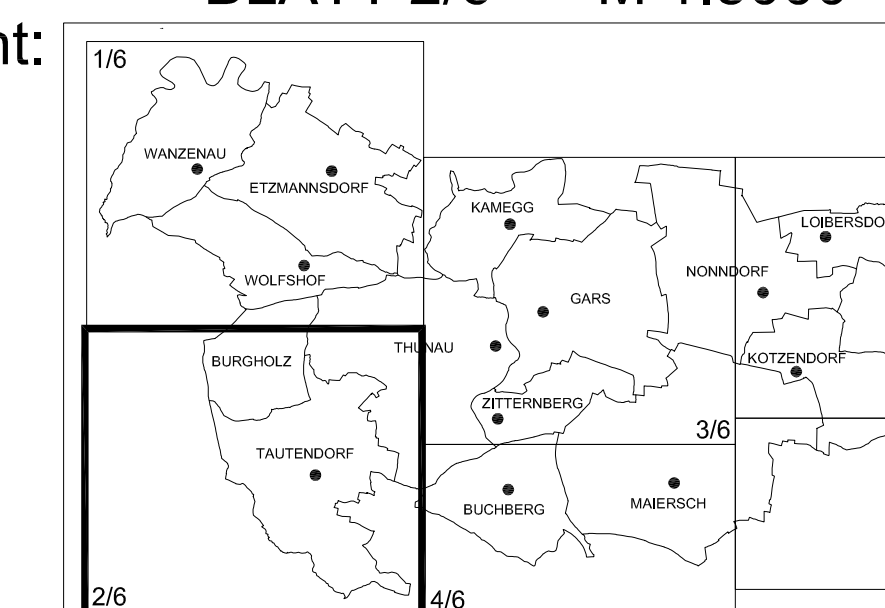 nt:
1/6
WANZENAU
ETZMANNSDORF
WOLFSHOF
KAMEGG
LOIBERSDO
NONNDORF
GARS
THUNAU
BURGHOLZ
KOTZENDORF
ZITTERNBERG
3/6
TAUTENDORF
BUCHBERG
MAIERSCH
2/6
4/6